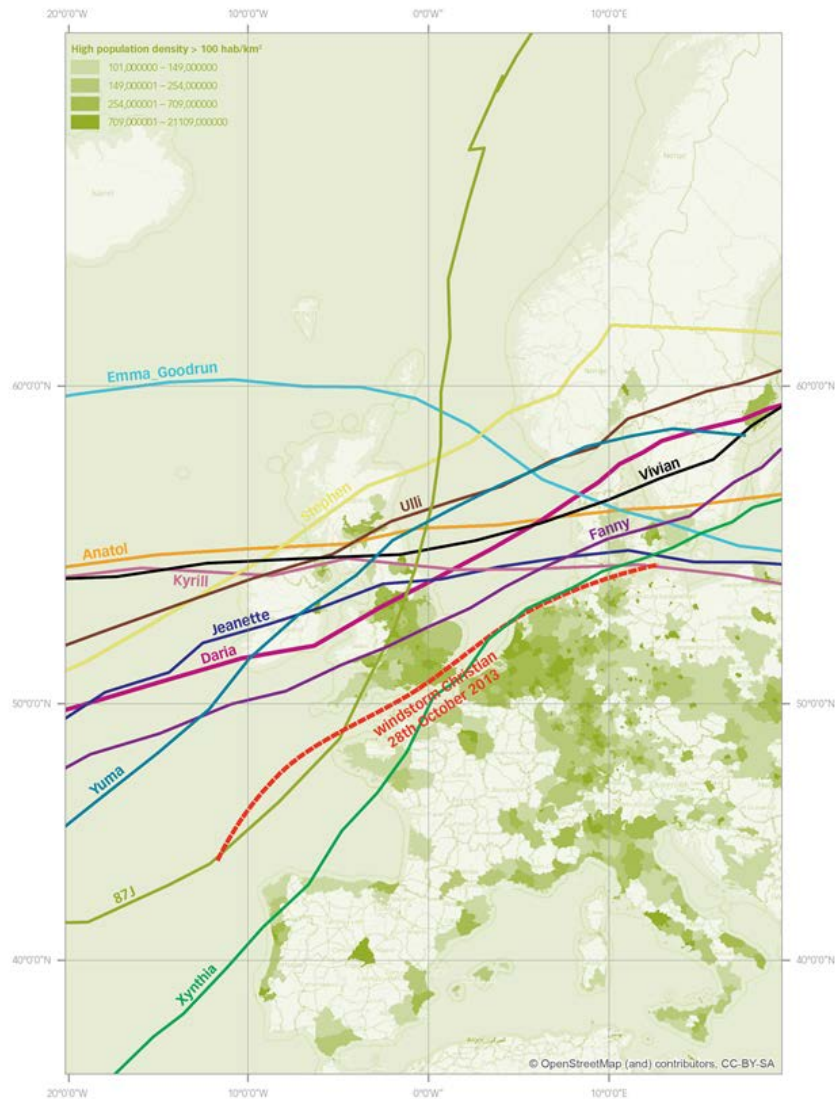 20°0'0"W 10°0'0"W 0°0'0" 10°0'0"E
High population density > 100 hab/km²
101,000000 – 149,000000
149,000001 – 254,000000
254,000001 – 709,000000
709,000001 – 21109,000000
60°0'0"N
60°0'0"N
Emma_Goodrun
Stephen
Ulli
Vivian
Anatol
Fanny
Kyrill
Jeanette
Daria
50°0'0"N
50°0'0"N
windstorm Christian
28th October 2013
Yuma
87J
40°0'0"N
40°0'0"N
Xynthia
© OpenStreetMap (and) contributors, CC-BY-SA
20°0'0"W 10°0'0"W 0°0'0" 10°0'0"E